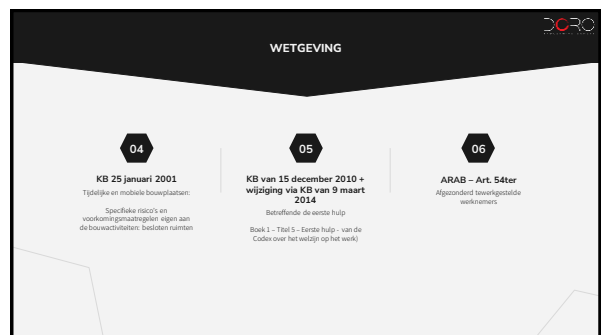 DORO
WETGEVING
04
KB 25 januari 2001
Tijdelijke en mobiele bouwplaatsen:
Specifieke risico's en
voorkomingsmaatregelen eigen aan
de bouwactiviteiten: besloten ruimten
05
KB van 15 december 2010 +
wijziging via KB van 9 maart
2014
Betreffende de eerste hulp
Boek 1 – Titel 5 – Eerste hulp - van de
Codex over het welzijn op het werk)
06
ARAB – Art. 54ter
Afgezonderd tewerkgestelde
werknemers